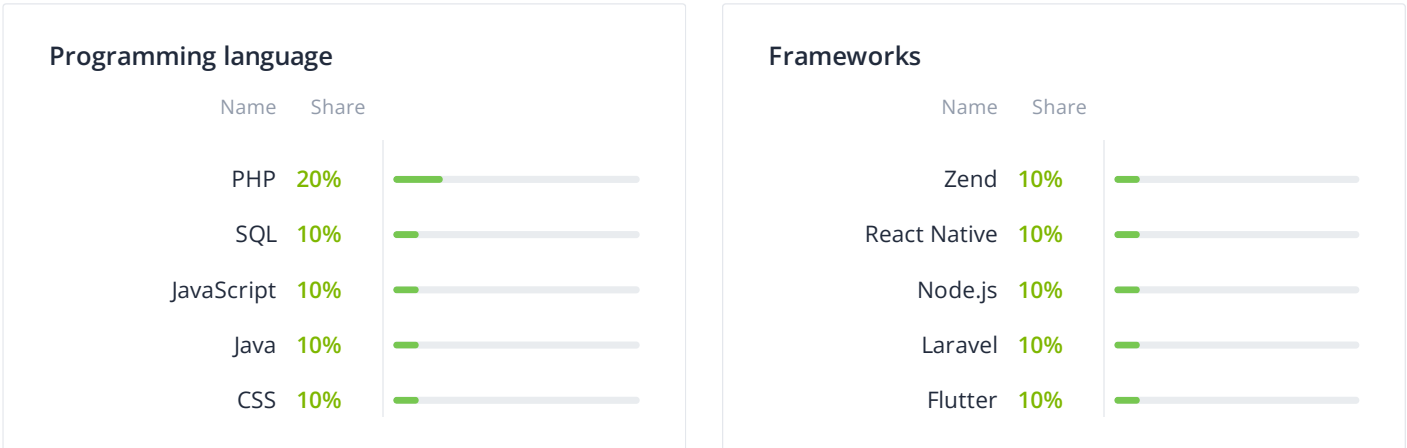 Programming language
Name Share
PHP 20%
SQL 10%
JavaScript 10%
Java 10%
CSS 10%
Frameworks
Name Share
Zend 10%
React Native 10%
Node.js 10%
Laravel 10%
Flutter 10%